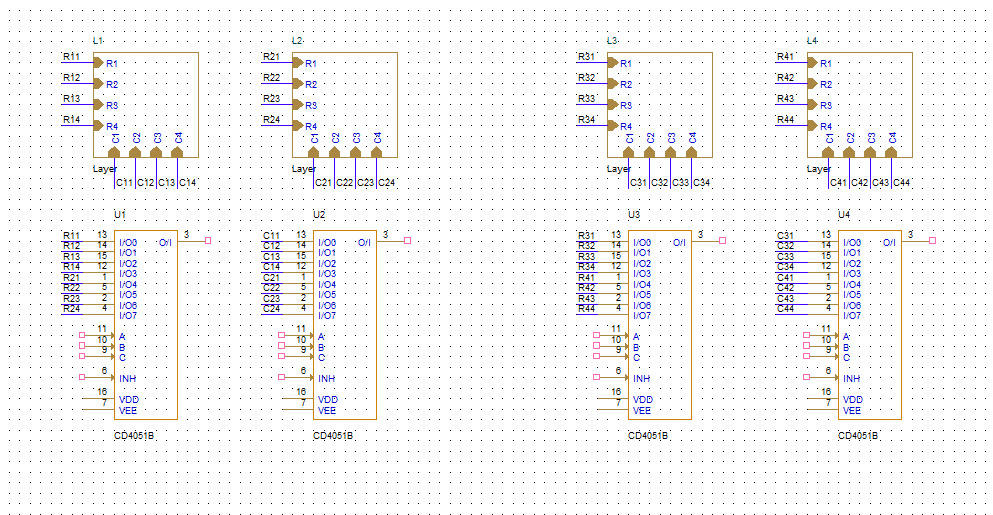 L1 L2 L3 L4
R11 R1 R21 R1 R31 R1 R41 R1
R12 R2 R22 R2 R32 R2 R42 R2
R13 R3 R23 R3 R33 R3 R43 R3
R14 R4 R24 R4 R34 R4 R44 R4
C1 C2 C3 C4 C1 C2 C3 C4 C1 C2 C3 C4 C1 C2 C3 C4
Layer Layer Layer Layer
C11 C12 C13 C14 C21 C22 C23 C24 C31 C32 C33 C34 C41 C42 C43 C44
U1 U2 U3 U4
R11 13 I/O0 O/I 3 C11 13 I/O0 O/I 3 R31 13 I/O0 O/I 3 C31 13 I/O0 O/I 3
R12 14 I/O1 C12 14 I/O1 R32 14 I/O1 C32 14 I/O1
R13 15 I/O2 C13 15 I/O2 R33 15 I/O2 C33 15 I/O2
R14 12 I/O3 C14 12 I/O3 R34 12 I/O3 C34 12 I/O3
R21 1 I/O4 C21 1 I/O4 R41 1 I/O4 C41 1 I/O4
R22 5 I/O5 C22 5 I/O5 R42 5 I/O5 C42 5 I/O5
R23 2 I/O6 C23 2 I/O6 R43 2 I/O6 C43 2 I/O6
R24 4 I/O7 C24 4 I/O7 R44 4 I/O7 C44 4 I/O7
11 A 11 A 11 A 11 A
10 B 10 B 10 B 10 B
9 C 9 C 9 C 9 C
6 INH 6 INH 6 INH 6 INH
16 VDD 16 VDD 16 VDD 16 VDD
7 VEE 7 VEE 7 VEE 7 VEE
CD4051B CD4051B CD4051B CD4051B